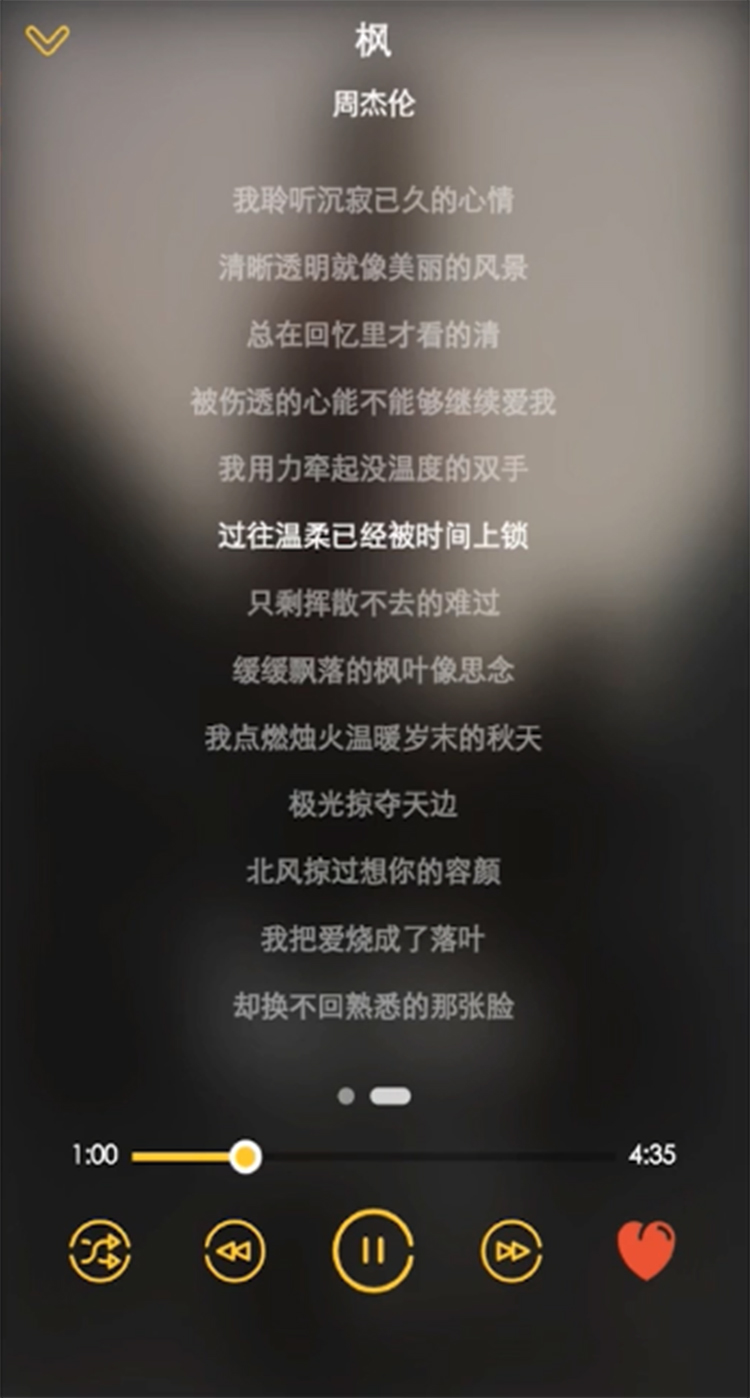 枫
周杰伦
我聆听沉寂己久的心情
清晰透明就像美丽的风景
总在回忆里才看的清
被伤透的心能不能够继续爱我
我用力牵起没温度的双手
过往温柔已经被时间上锁
只剩挥散不去的难过
缓缓飘落的枫叶像思念
我点燃烛火温暖岁末的秋天
极光掠夺天边
北风掠过想你的容颜
我把爱烧成了落叶
却换不回熟悉的那张脸
1:00
4:35